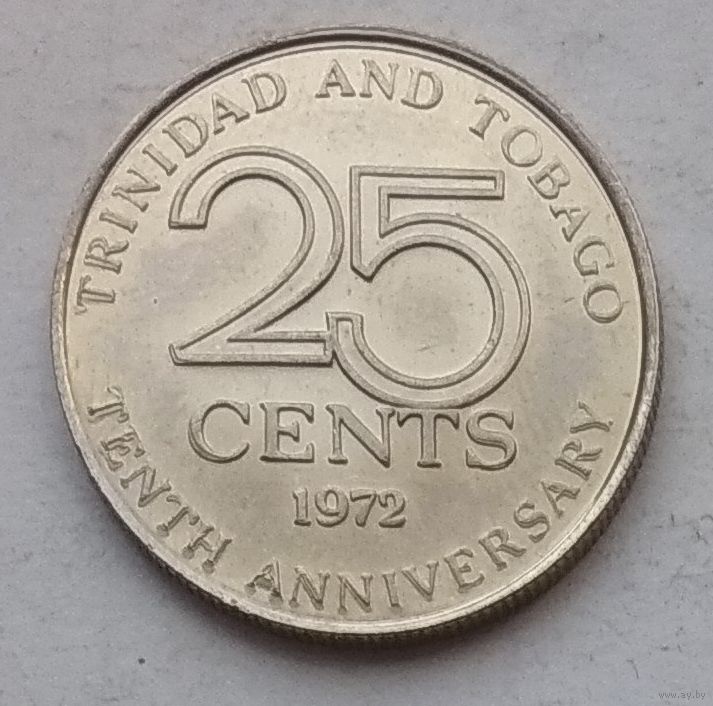 TRINIDAD AND TOBAGO
25
CENTS
1972
TENTH ANNIVERSARY
www.ay.by